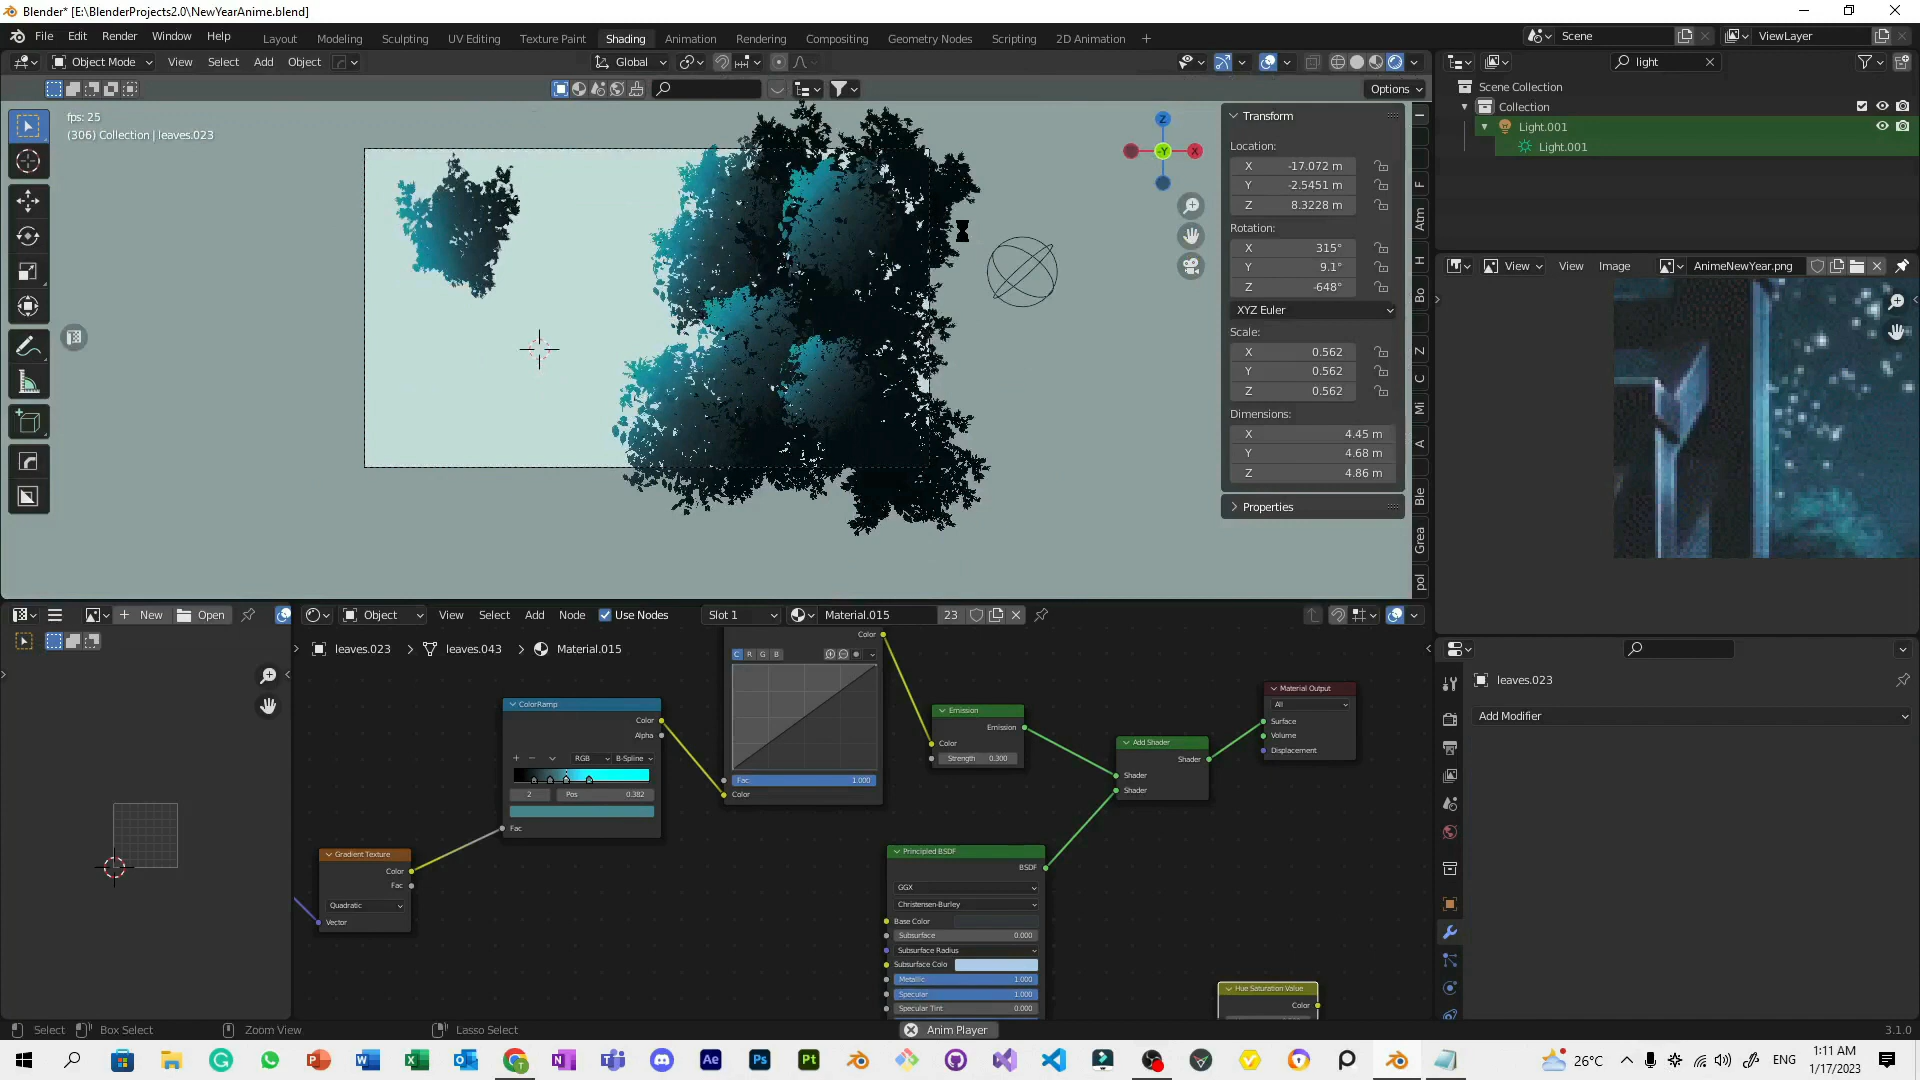 Blender* [E:\BlenderProjects2.0\NewYearAnime.blend]
File Edit Render Window Help
Layout Modeling Sculpting UV Editing Texture Paint Shading Animation Rendering Compositing Geometry Nodes Scripting 2D Animation +
Scene
ViewLayer
Object Mode View Select Add Object
Global
light
Options
Scene Collection
Collection
Light.001
Light.001
fps: 25
(306) Collection | leaves.023
Z
-Y
X
Transform
Location:
X -17.072 m
Y -2.5451 m
Z 8.3228 m
Rotation:
X 315°
Y 9.1°
Z -648°
XYZ Euler
Scale:
X 0.562
Y 0.562
Z 0.562
Dimensions:
X 4.45 m
Y 4.68 m
Z 4.86 m
Properties
F
Atm
H
Bo
Z
C
Mi
A
Ble
Grea
pol
View View Image AnimeNewYear.png
New Open
Object View Select Add Node Use Nodes Slot 1 Material.015 23
leaves.023 > leaves.043 > Material.015
ColorRamp
Color
Alpha
RGB B-Spline
2 Pos 0.382
Fac
Gradient Texture
Color
Fac
Quadratic
Vector
Color
C R G B
Fac: 1.000
Color
Emission
Emission
Color
Strength 0.300
Add Shader
Shader
Shader
Shader
Material Output
All
Surface
Volume
Displacement
Principled BSDF
BSDF
GGX
Christensen-Burley
Base Color
Subsurface 0.000
Subsurface Radius
Subsurface Colo
Metallic 1.000
Specular 1.000
Specular Tint 0.000
Hue Saturation Value
Color
leaves.023
Add Modifier
Select Box Select Zoom View Lasso Select Anim Player 3.1.0
26°C ENG
1:11 AM
1/17/2023